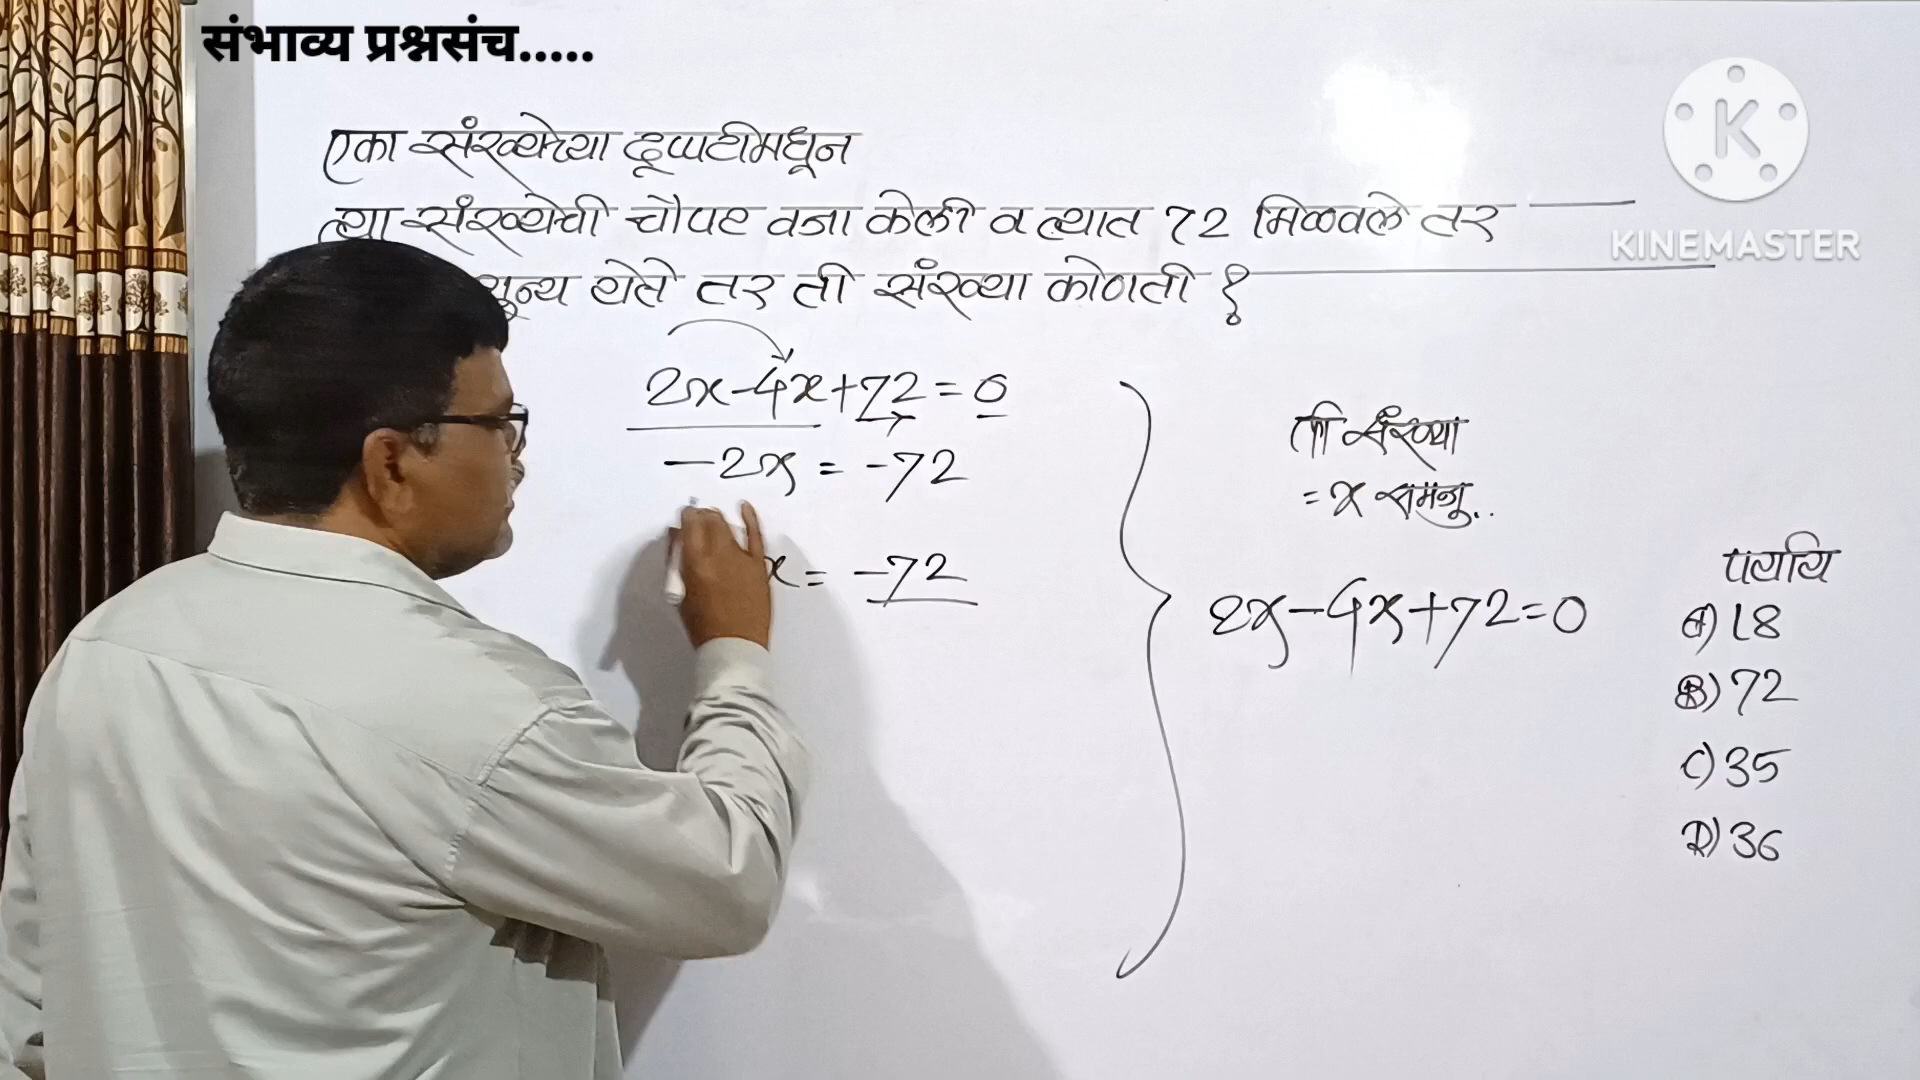 संभाव्य प्रश्नसंच.....
एका संख्येच्या दूप्पटीमधून
त्या संख्येची चौपट वजा केली व त्यात 72 मिळवले तर
शुन्य येते तर ती संख्या कोणती ?
2x-4x+72=0
-2x = -72
x = -72
ती संख्या
= x समजू..
2x-4x+72=0
पर्याय
A) 18
B) 72
C) 35
D) 36
K
KINEMASTER